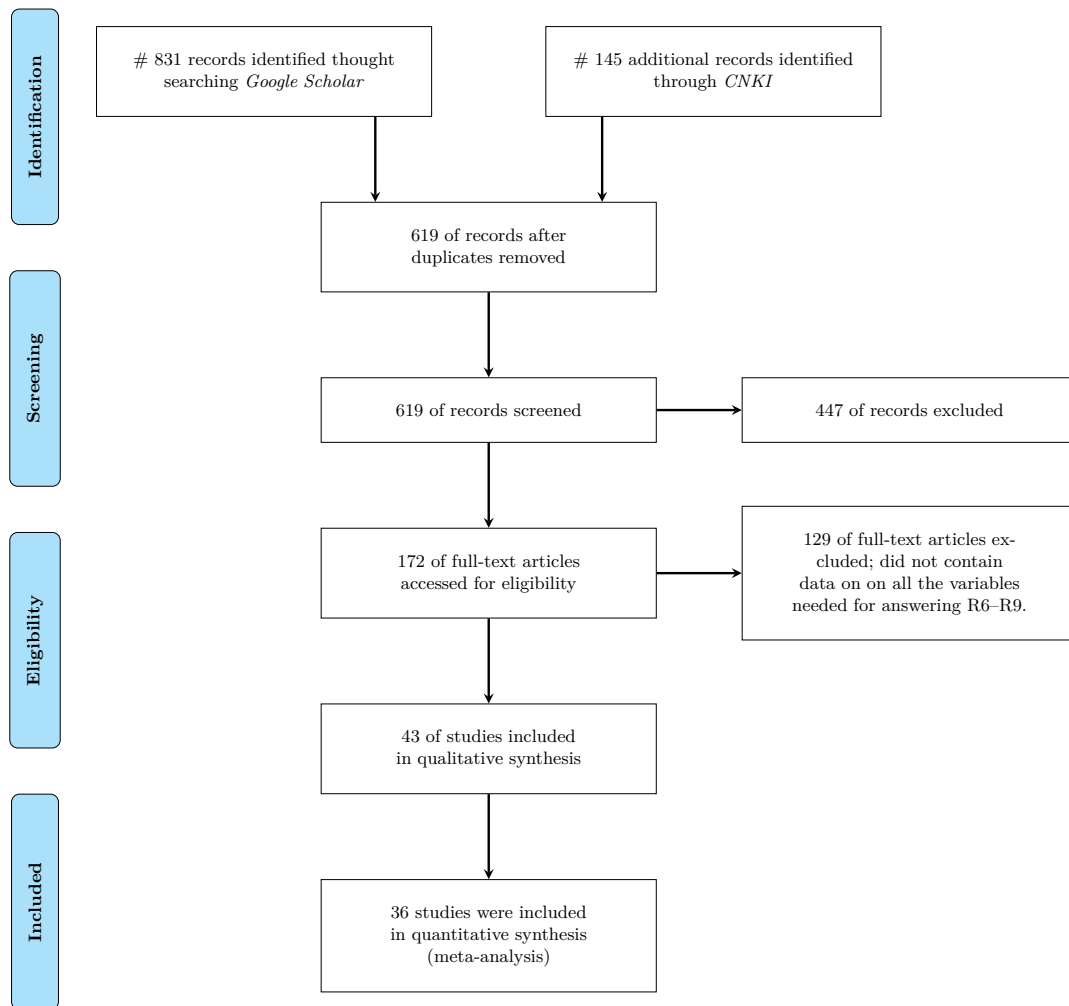 Identification
# 831 records identified thought
searching Google Scholar
# 145 additional records identified
through CNKI
619 of records after
duplicates removed
Screening
619 of records screened
447 of records excluded
Eligibility
172 of full-text articles
accessed for eligibility
129 of full-text articles ex-
cluded; did not contain
data on on all the variables
needed for answering R6–R9.
43 of studies included
in qualitative synthesis
Included
36 studies were included
in quantitative synthesis
(meta-analysis)